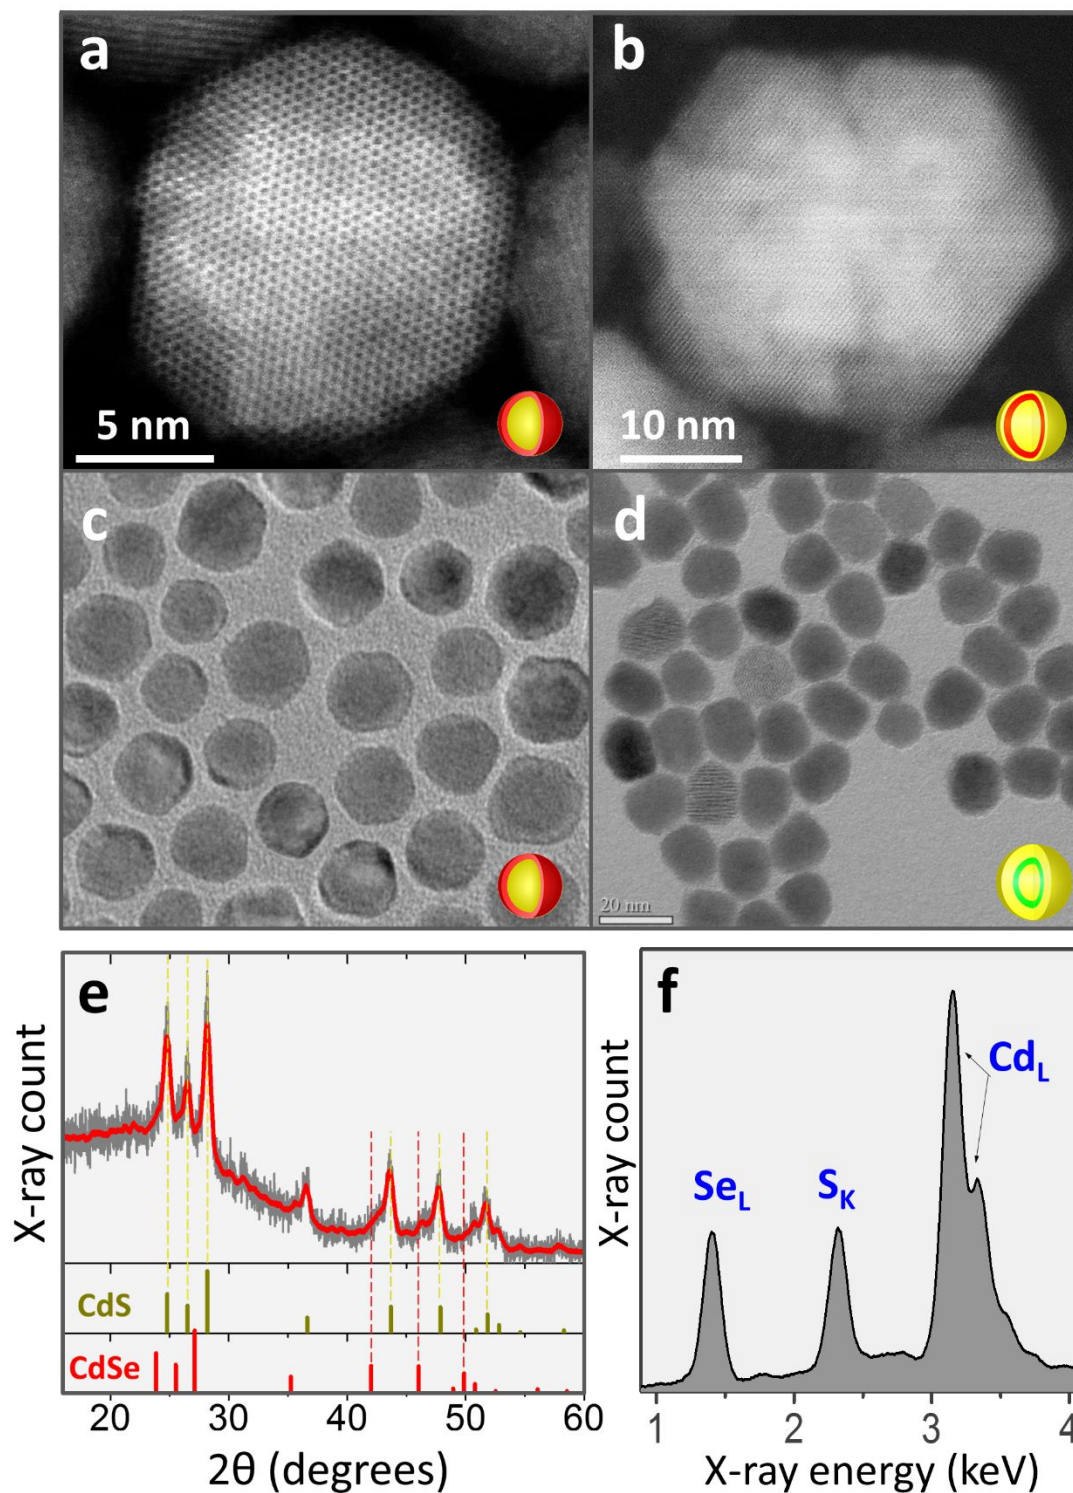 a
b
5 nm
10 nm
c
d
20 nm
e
f
X-ray count
CdS
CdSe
20 30 40 50 60
2θ (degrees)
X-ray count
SeL
SK
CdL
1 2 3 4
X-ray energy (keV)